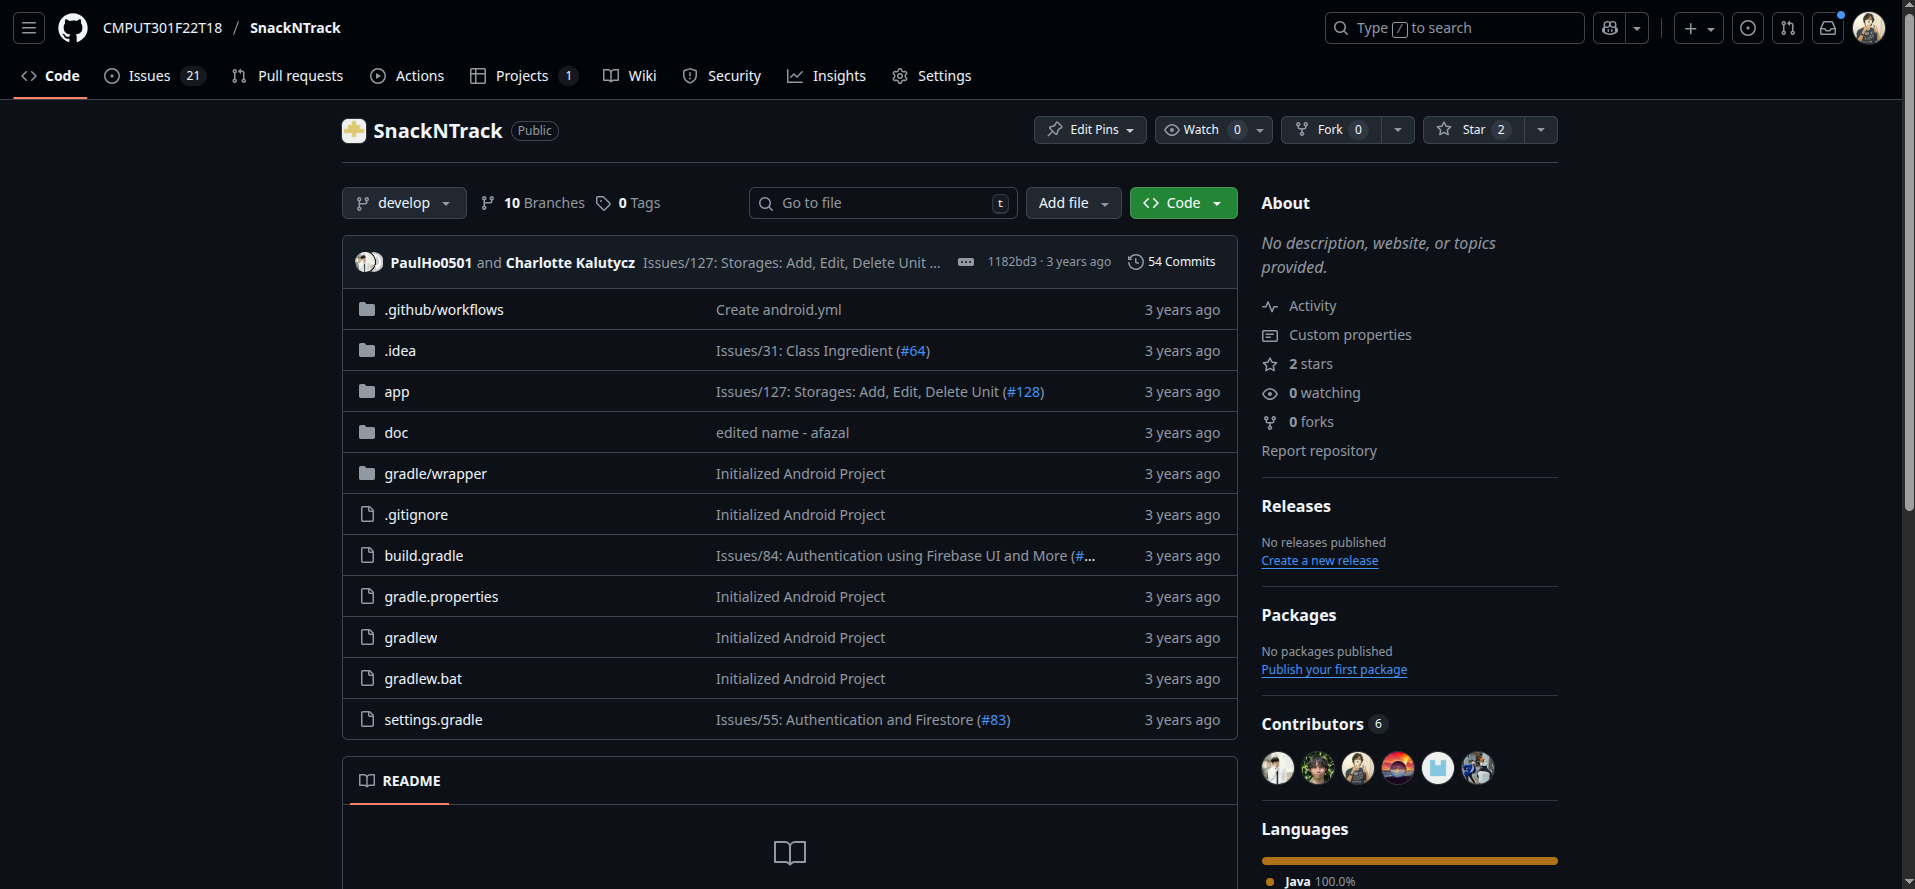 CMPUT301F22T18 / SnackNTrack
Type / to search
Code
Issues 21
Pull requests
Actions
Projects 1
Wiki
Security
Insights
Settings
SnackNTrack Public
Edit Pins
Watch 0
Fork 0
Star 2
develop
10 Branches
0 Tags
Go to file t
Add file
Code
PaulHo0501 and Charlotte Kalutycz Issues/127: Storages: Add, Edit, Delete Unit ... 1182bd3 · 3 years ago 54 Commits
.github/workflows Create android.yml 3 years ago
.idea Issues/31: Class Ingredient (#64) 3 years ago
app Issues/127: Storages: Add, Edit, Delete Unit (#128) 3 years ago
doc edited name - afazal 3 years ago
gradle/wrapper Initialized Android Project 3 years ago
.gitignore Initialized Android Project 3 years ago
build.gradle Issues/84: Authentication using Firebase UI and More (#... 3 years ago
gradle.properties Initialized Android Project 3 years ago
gradlew Initialized Android Project 3 years ago
gradlew.bat Initialized Android Project 3 years ago
settings.gradle Issues/55: Authentication and Firestore (#83) 3 years ago
README
About
No description, website, or topics
provided.
Activity
Custom properties
2 stars
0 watching
0 forks
Report repository
Releases
No releases published
Create a new release
Packages
No packages published
Publish your first package
Contributors 6
Languages
Java 100.0%